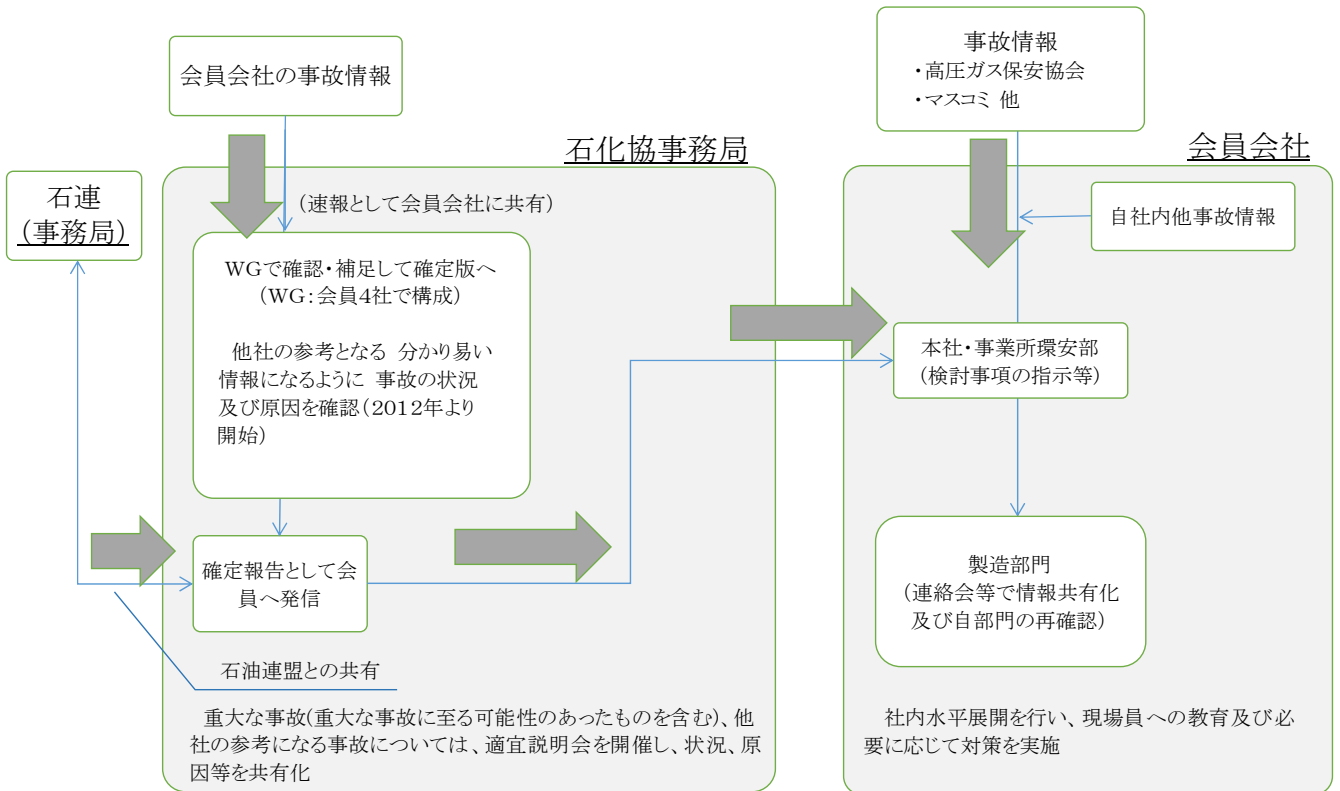 会員会社の事故情報
事故情報
・高圧ガス保安協会
・マスコミ 他
石化協事務局
会員会社
石連
(事務局)
(速報として会員会社に共有)
自社内他事故情報
WGで確認・補足して確定版へ
(WG:会員4社で構成)
他社の参考となる 分かり易い
情報になるように 事故の状況
及び原因を確認(2012年より
開始)
本社・事業所環安部
(検討事項の指示等)
確定報告として会
員へ発信
製造部門
(連絡会等で情報共有化
及び自部門の再確認)
石油連盟との共有
重大な事故(重大な事故に至る可能性のあったものを含む)、他
社の参考になる事故については、適宜説明会を開催し、状況、原
因等を共有化
社内水平展開を行い、現場員への教育及び必
要に応じて対策を実施